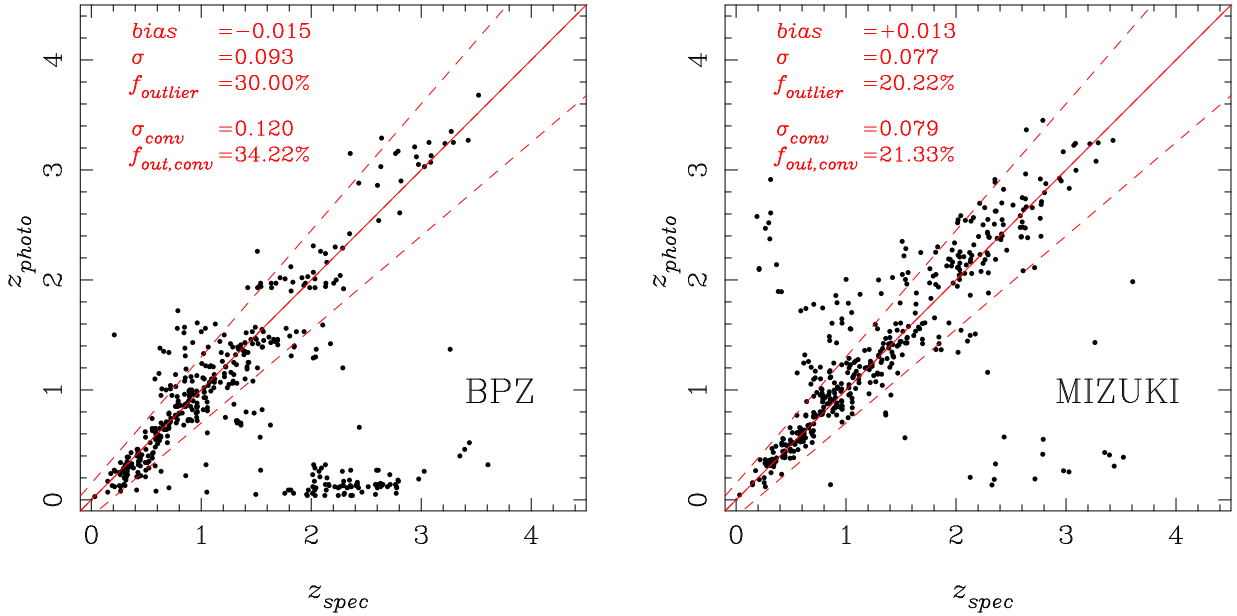 bias =−0.015
σ =0.093
f_outlier =30.00%
σ_conv =0.120
f_out,conv =34.22%
BPZ
4
3
2
1
0
z_photo
0 1 2 3 4
z_spec
bias =+0.013
σ =0.077
f_outlier =20.22%
σ_conv =0.079
f_out,conv =21.33%
MIZUKI
4
3
2
1
0
z_photo
0 1 2 3 4
z_spec